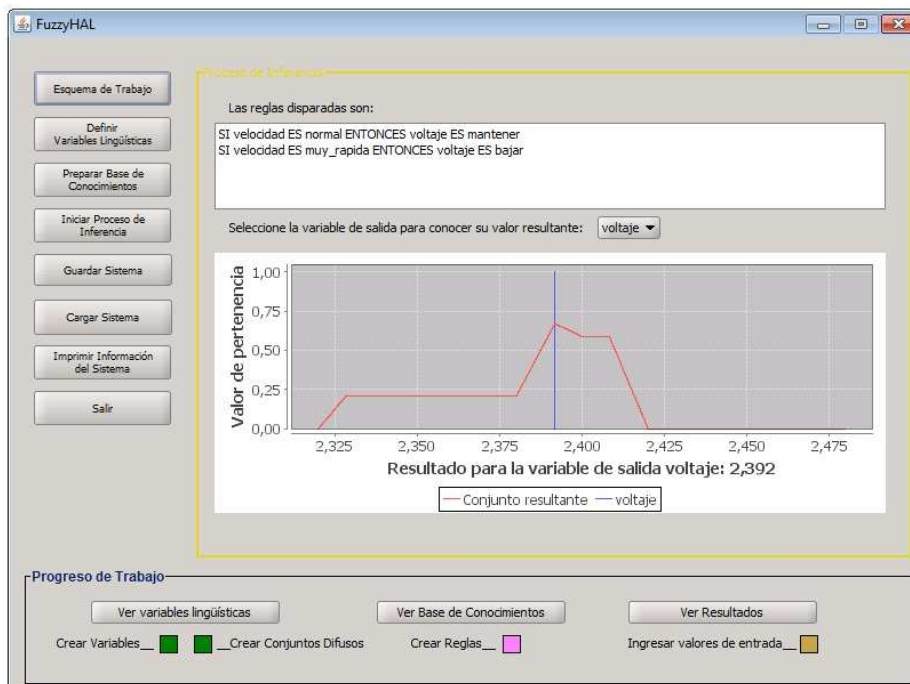 FuzzyHAL
Esquema de Trabajo
Definir
Variables Lingüísticas
Preparar Base de
Conocimientos
Iniciar Proceso de
Inferencia
Guardar Sistema
Cargar Sistema
Imprimir Información
del Sistema
Salir
Proceso de Inferencia
Las reglas disparadas son:
SI velocidad ES normal ENTONCES voltaje ES mantener
SI velocidad ES muy_rapida ENTONCES voltaje ES bajar
Seleccione la variable de salida para conocer su valor resultante:
voltaje
Valor de pertenencia
1,00
0,75
0,50
0,25
0,00
2,325 2,350 2,375 2,400 2,425 2,450 2,475
Resultado para la variable de salida voltaje: 2,392
Conjunto resultante voltaje
Progreso de Trabajo
Ver variables lingüísticas Ver Base de Conocimientos Ver Resultados
Crear Variables__ __Crear Conjuntos Difusos Crear Reglas__ Ingresar valores de entrada__